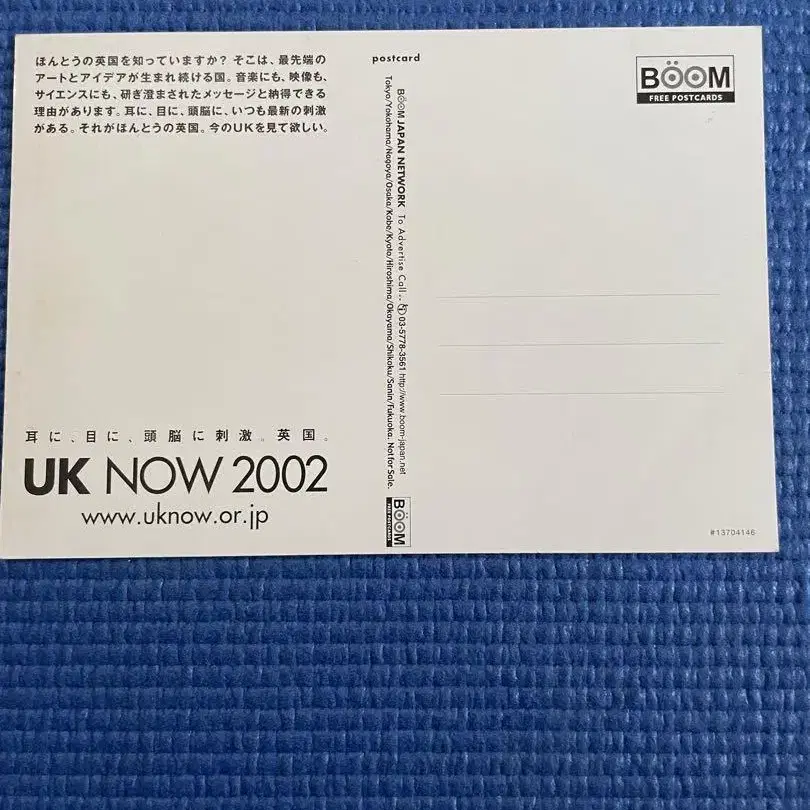 ほんとうの英国を知っていますか? そこは、最先端の
アートとアイデアが生まれ続ける国。音楽にも、映像も、
サイエンスにも、研ぎ澄まされたメッセージと納得できる
理由があります。耳に、目に、頭脳に、いつも最新の刺激
がある。それがほんとうの英国。今のUKを見て欲しい。
耳に、目に、頭脳に刺激。英国。
UK NOW 2002
www.uknow.or.jp
postcard
BÖOM JAPAN NETWORK To Advertise Call.. 03-5778-3561 http://www.boom-japan.net
Tokyo/Yokohama/Nagoya/Osaka/Kobe/Kyoto/Hiroshima/Okayama/Shikoku/Sanin/Fukuoka. Not for Sale.
BÖÖM
FREE POSTCARDS
BÖÖM
FREE POSTCARDS
#13704146